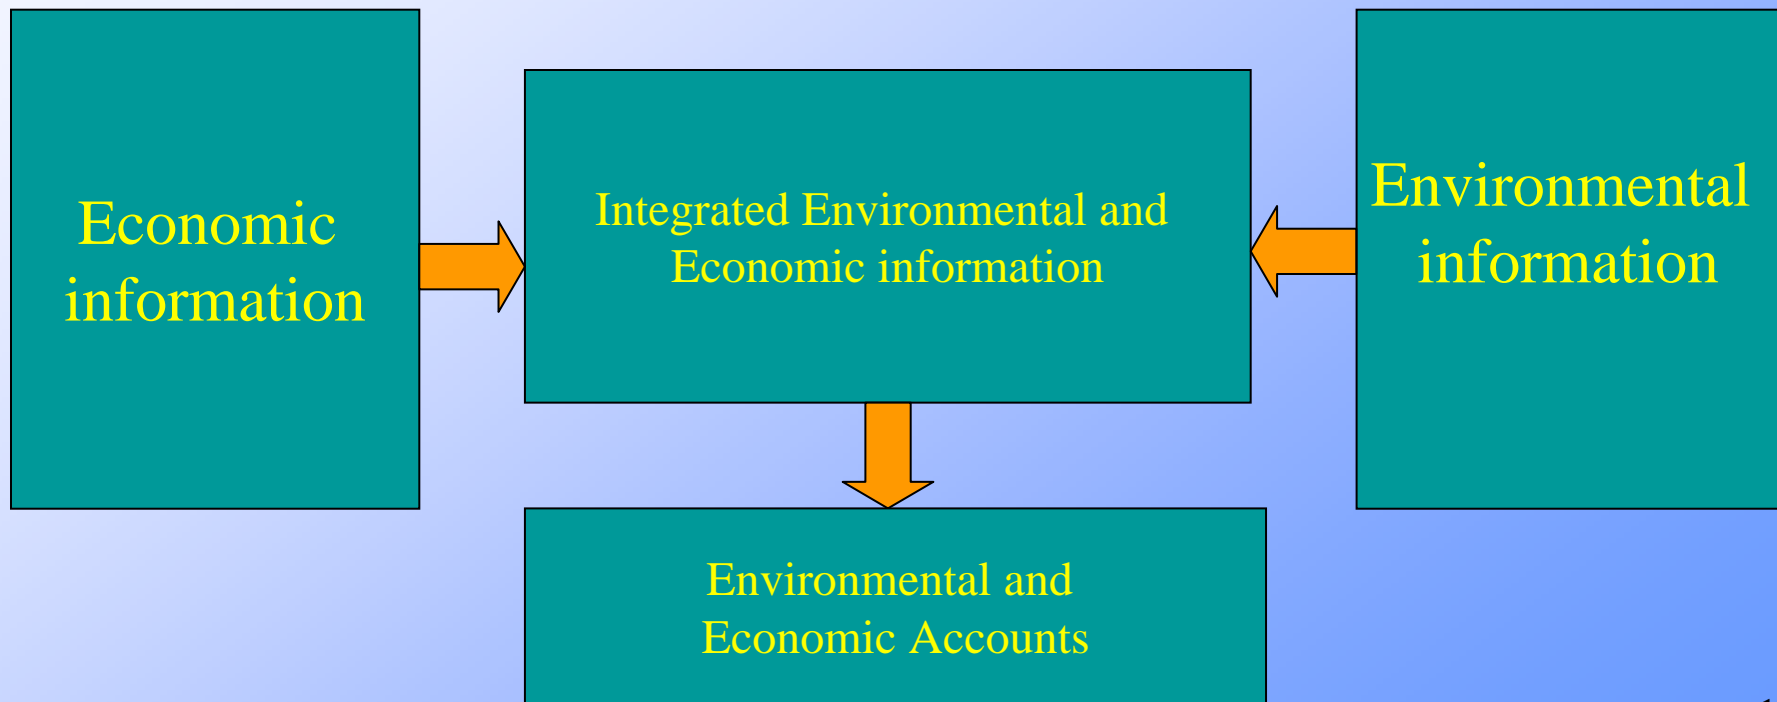 Economic
information
Integrated Environmental and
Economic information
Environmental
information
Environmental and
Economic Accounts